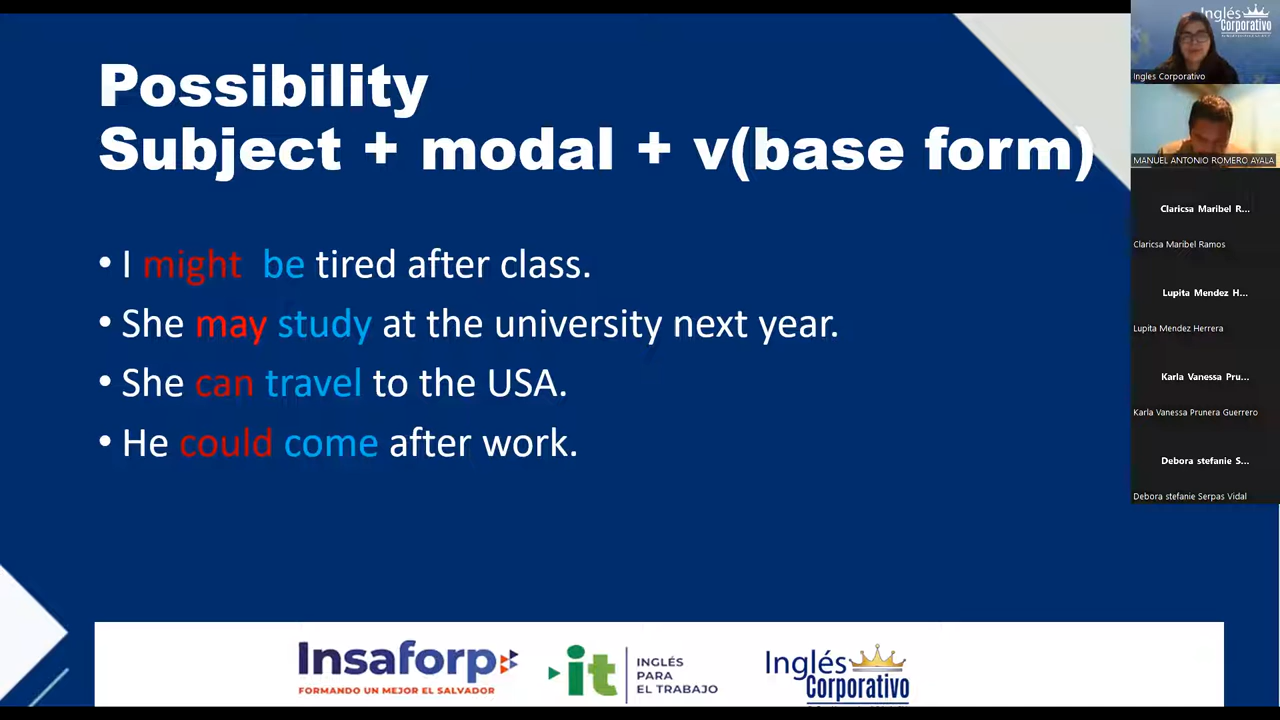 Possibility
Subject + modal + v(base form)
• I might be tired after class.
• She may study at the university next year.
• She can travel to the USA.
• He could come after work.
Insaforp
FORMANDO UN MEJOR EL SALVADOR
it
INGLÉS
PARA
EL TRABAJO
Inglés
Corporativo
Inglés
Corporativo
Ingles Corporativo
MANUEL ANTONIO ROMERO AYALA
Claricsa Maribel R...
Claricsa Maribel Ramos
Lupita Mendez H...
Lupita Mendez Herrera
Karla Vanessa Pru...
Karla Vanessa Prunera Guerrero
Debora stefanie S...
Debora stefanie Serpas Vidal